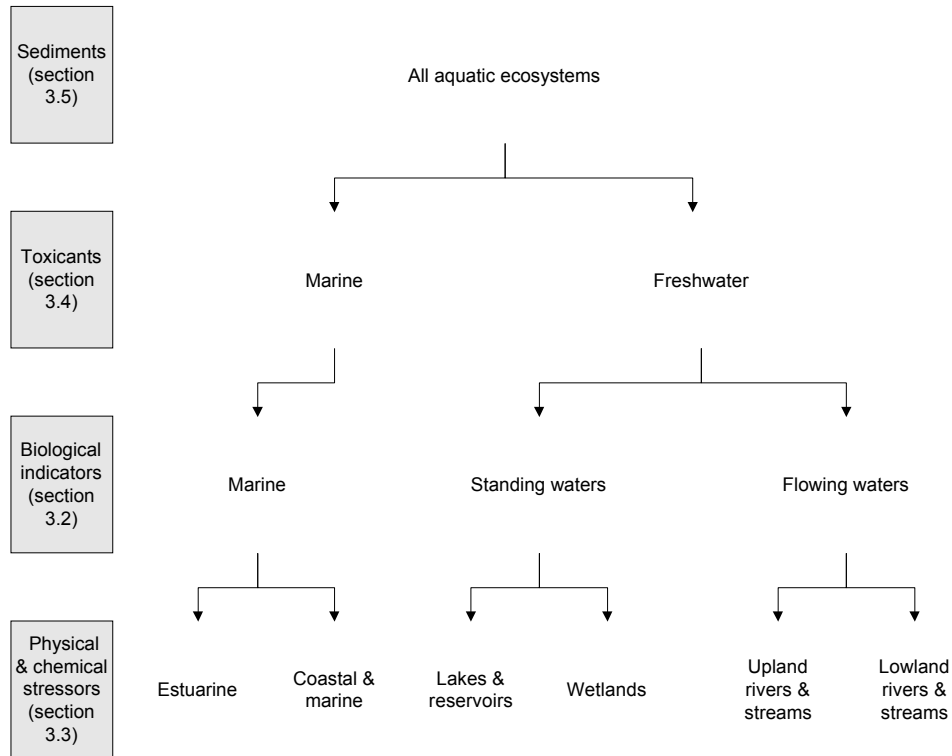 Sediments
(section
3.5)
All aquatic ecosystems
Toxicants
(section
3.4)
Marine
Freshwater
Biological
indicators
(section
3.2)
Marine
Standing waters
Flowing waters
Physical
& chemical
stressors
(section
3.3)
Estuarine
Coastal &
marine
Lakes &
reservoirs
Wetlands
Upland
rivers &
streams
Lowland
rivers &
streams